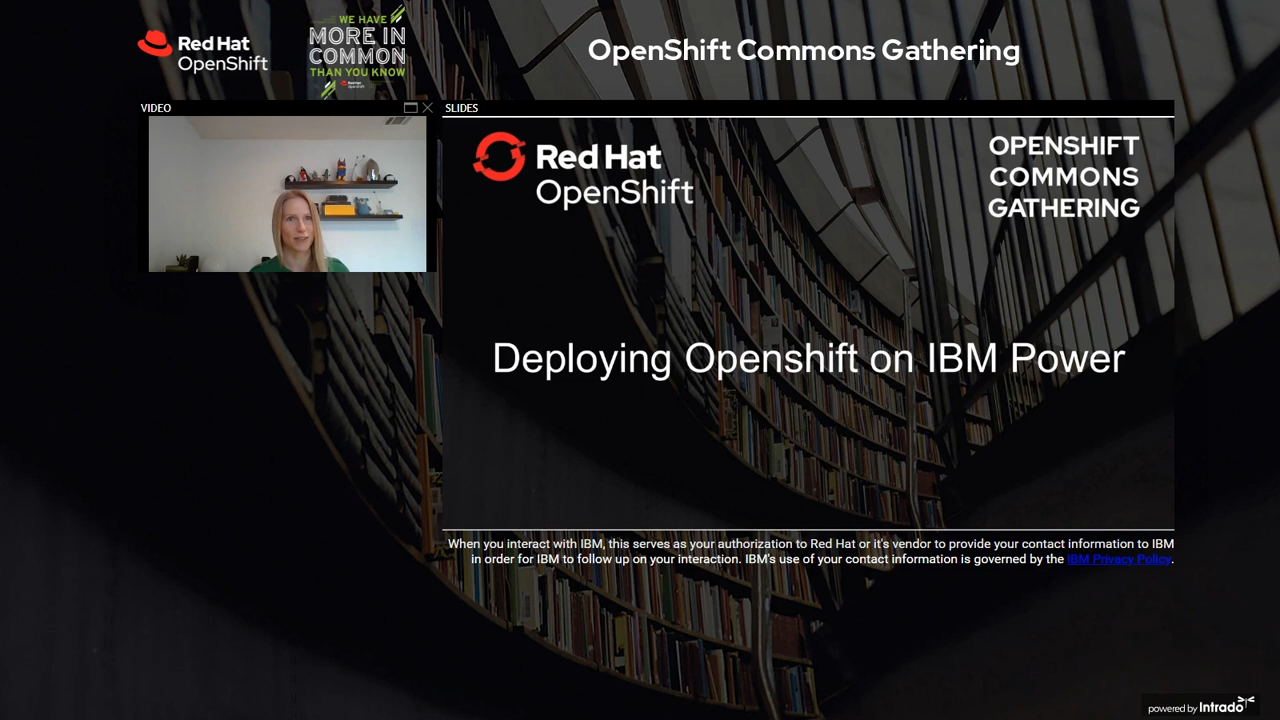 Red Hat
OpenShift
WE HAVE
MORE IN
COMMON
THAN YOU KNOW
Red Hat
OpenShift
OpenShift Commons Gathering
VIDEO
SLIDES
Red Hat
OpenShift
OPENSHIFT
COMMONS
GATHERING
Deploying Openshift on IBM Power
When you interact with IBM, this serves as your authorization to Red Hat or it's vendor to provide your contact information to IBM
in order for IBM to follow up on your interaction. IBM's use of your contact information is governed by the IBM Privacy Policy.
powered by Intrado